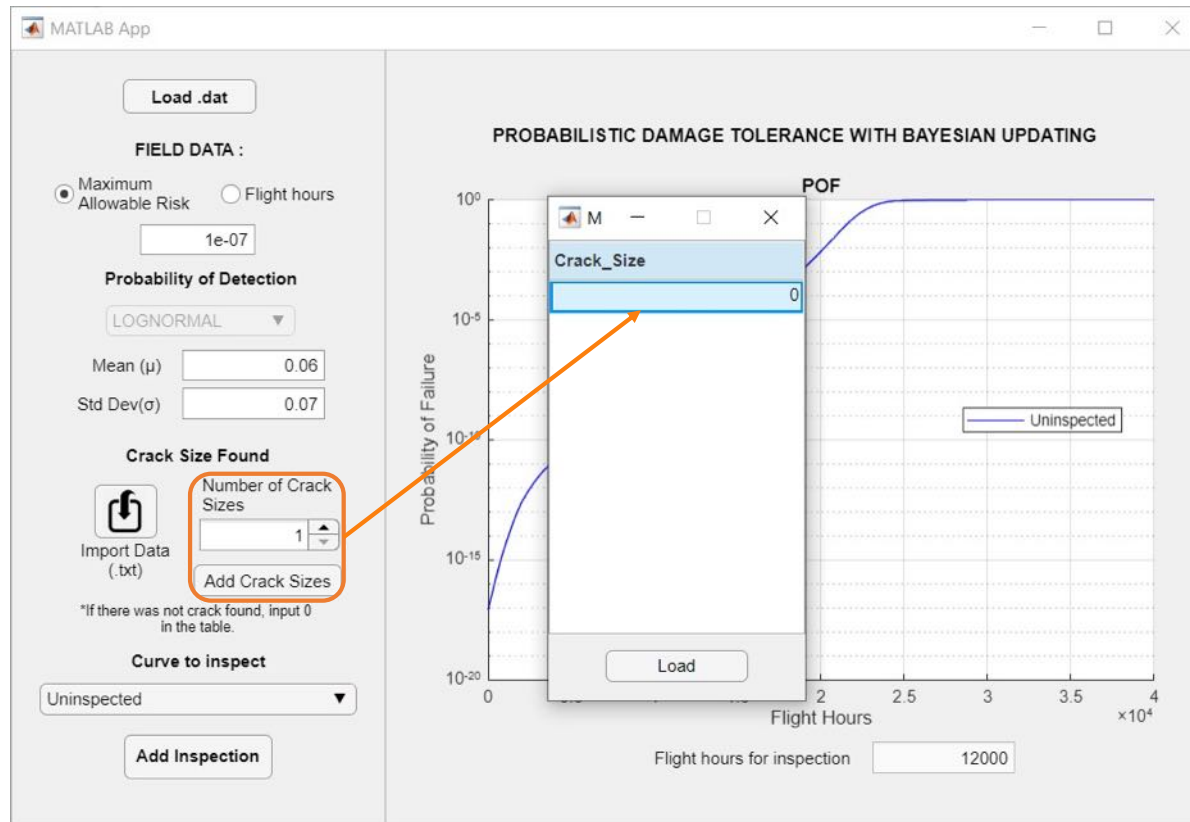 MATLAB App
Load .dat
FIELD DATA :
Maximum
Allowable Risk
Flight hours
1e-07
Probability of Detection
LOGNORMAL
Mean (μ)
0.06
Std Dev(σ)
0.07
Crack Size Found
Import Data
(.txt)
Number of Crack
Sizes
1
Add Crack Sizes
*If there was not crack found, input 0
in the table.
Curve to inspect
Uninspected
Add Inspection
PROBABILISTIC DAMAGE TOLERANCE WITH BAYESIAN UPDATING
POF
Probability of Failure
10⁰
10⁻⁵
10⁻¹⁰
10⁻¹⁵
10⁻²⁰
M
Crack_Size
0
Load
Uninspected
0
2
2.5
3
3.5
4
×10⁴
Flight Hours
Flight hours for inspection
12000